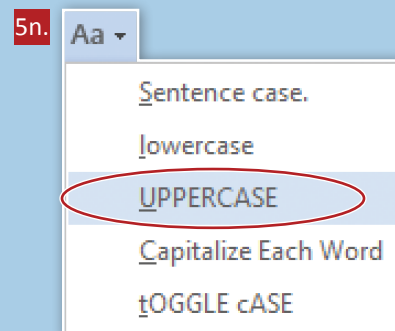 5n.
Aa
Sentence case.
lowercase
UPPERCASE
Capitalize Each Word
tOGGLE cASE